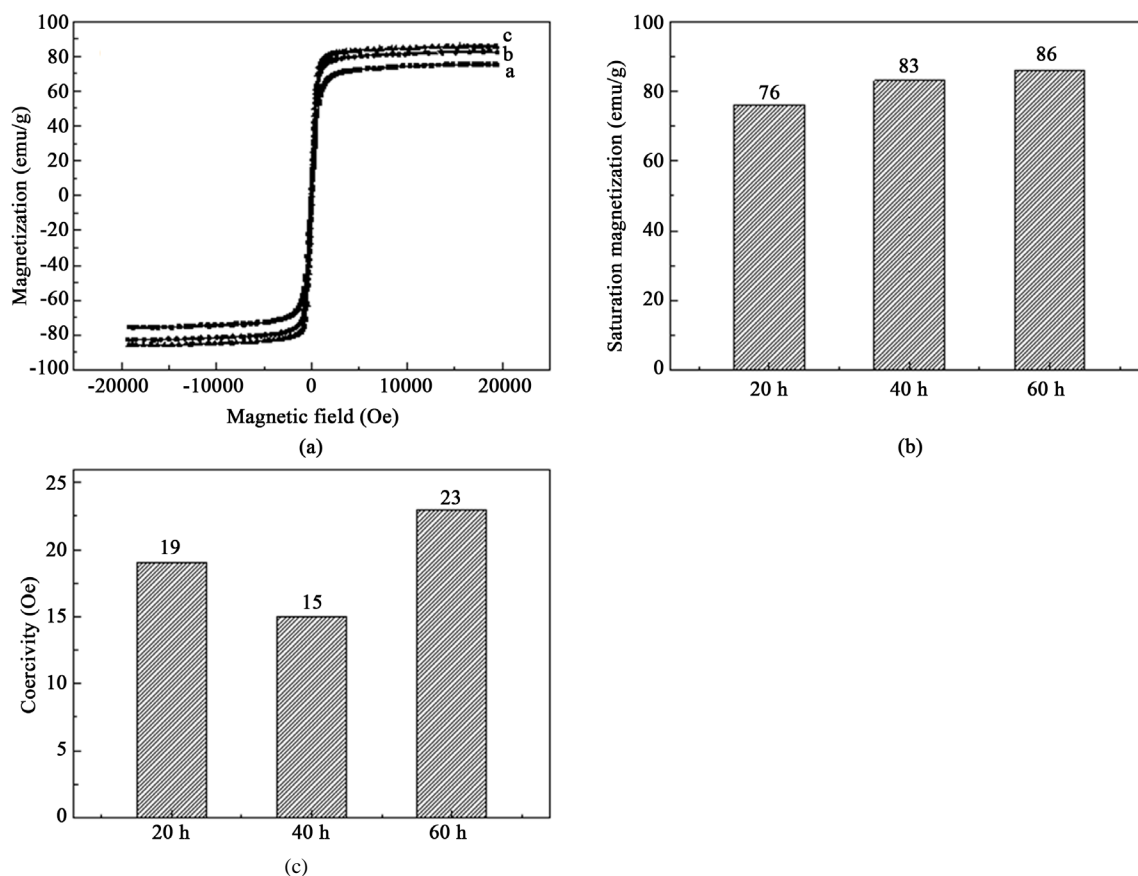 100
80
60
40
20
0
-20
-40
-60
-80
-100
Magnetization (emu/g)
c
b
a
-20000 -10000 0 10000 20000
Magnetic field (Oe)
(a)
100
80
60
40
20
0
Saturation magnetization (emu/g)
76
83
86
20 h 40 h 60 h
(b)
25
20
15
10
5
0
Coercivity (Oe)
19
15
23
20 h 40 h 60 h
(c)